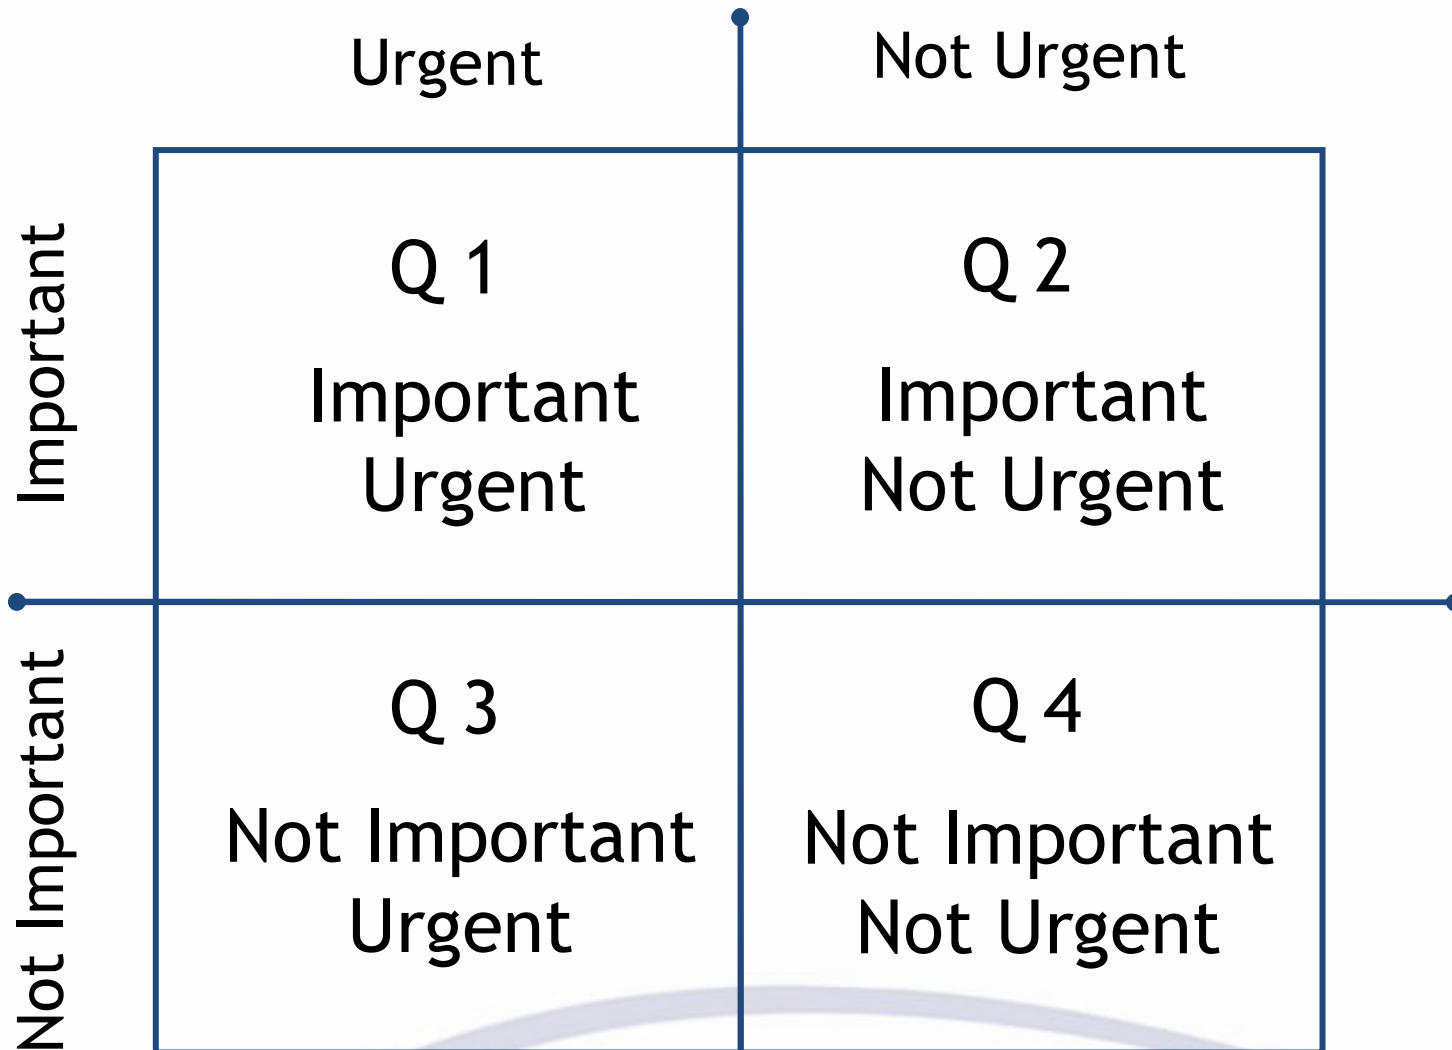 Urgent
Not Urgent
Important
Q 1
Important
Urgent
Q 2
Important
Not Urgent
Not Important
Q 3
Not Important
Urgent
Q 4
Not Important
Not Urgent